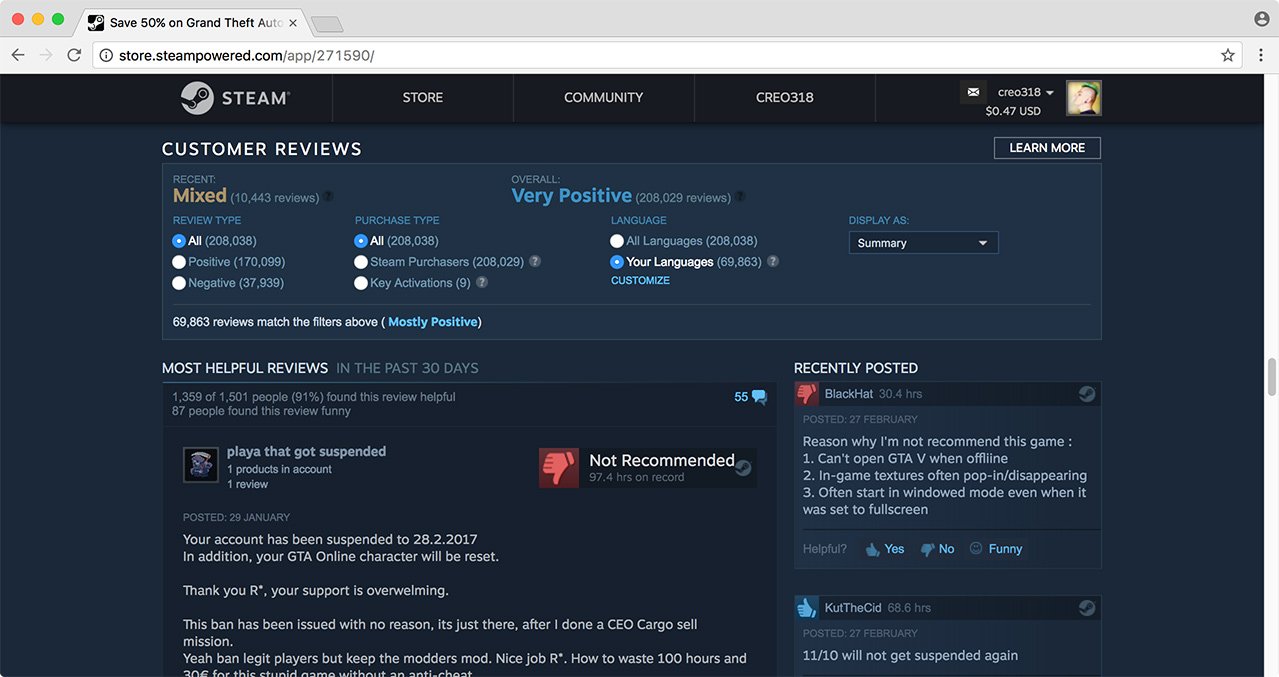 Save 50% on Grand Theft Auto
store.steampowered.com/app/271590/
STEAM
STORE
COMMUNITY
CREO318
creo318
$0.47 USD
CUSTOMER REVIEWS
LEARN MORE
RECENT:
Mixed (10,443 reviews) ?
OVERALL:
Very Positive (208,029 reviews) ?
REVIEW TYPE
All (208,038)
Positive (170,099)
Negative (37,939)
PURCHASE TYPE
All (208,038)
Steam Purchasers (208,029) ?
Key Activations (9) ?
LANGUAGE
All Languages (208,038)
Your Languages (69,863) ?
CUSTOMIZE
DISPLAY AS:
Summary
69,863 reviews match the filters above ( Mostly Positive)
MOST HELPFUL REVIEWS IN THE PAST 30 DAYS
1,359 of 1,501 people (91%) found this review helpful
87 people found this review funny
55
playa that got suspended
1 products in account
1 review
Not Recommended
97.4 hrs on record
POSTED: 29 JANUARY
Your account has been suspended to 28.2.2017
In addition, your GTA Online character will be reset.
Thank you R*, your support is overwelming.
This ban has been issued with no reason, its just there, after I done a CEO Cargo sell
mission.
Yeah ban legit players but keep the modders mod. Nice job R*. How to waste 100 hours and
30€ for this stupid game without an anti-cheat
RECENTLY POSTED
BlackHat 30.4 hrs
POSTED: 27 FEBRUARY
Reason why I'm not recommend this game :
1. Can't open GTA V when offliine
2. In-game textures often pop-in/disappearing
3. Often start in windowed mode even when it
was set to fullscreen
Helpful? Yes No Funny
KutTheCid 68.6 hrs
POSTED: 27 FEBRUARY
11/10 will not get suspended again